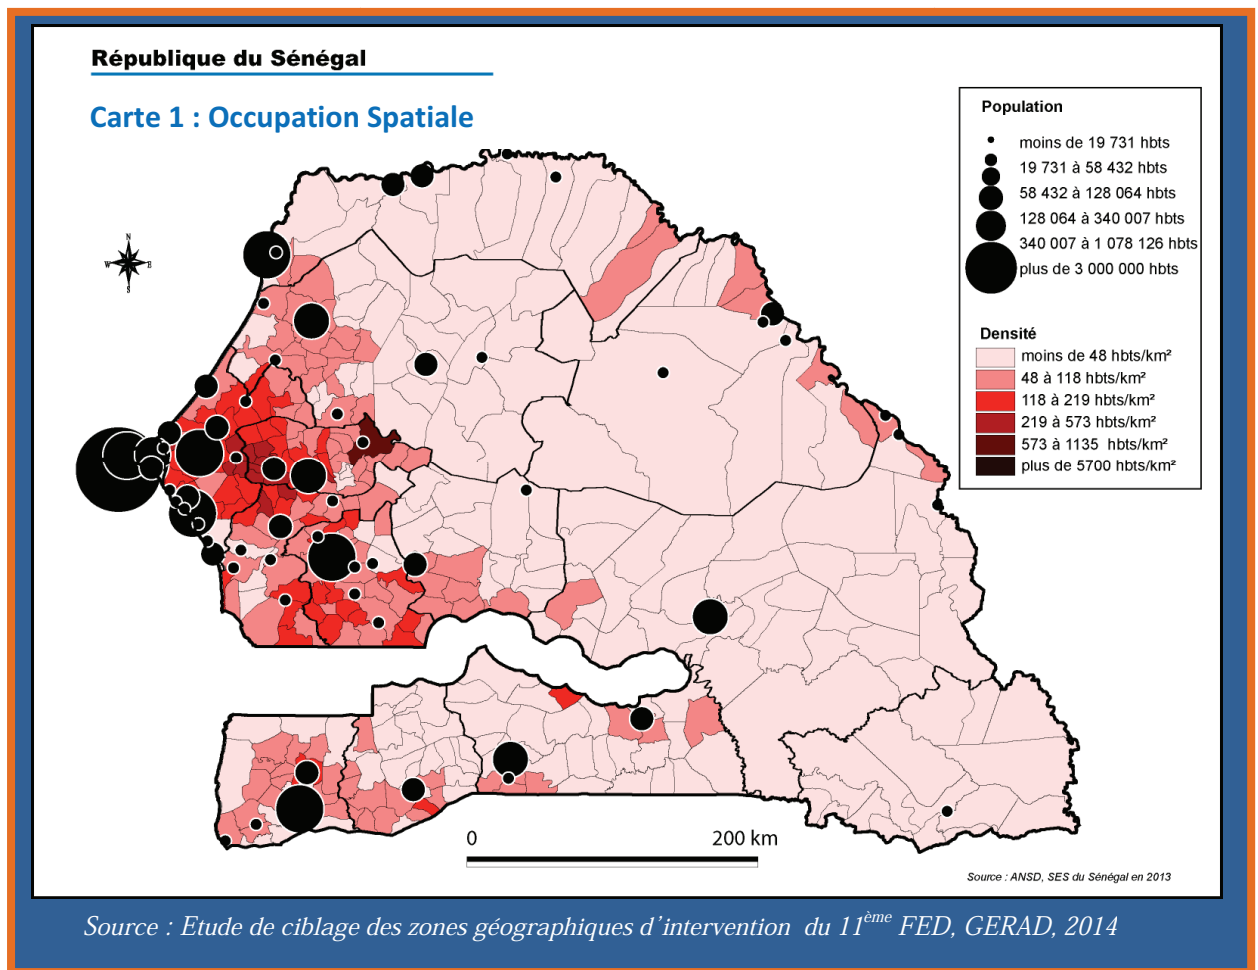 République du Sénégal
Carte 1 : Occupation Spatiale
N
W E
S
Population
moins de 19 731 hbts
19 731 à 58 432 hbts
58 432 à 128 064 hbts
128 064 à 340 007 hbts
340 007 à 1 078 126 hbts
plus de 3 000 000 hbts
Densité
moins de 48 hbts/km²
48 à 118 hbts/km²
118 à 219 hbts/km²
219 à 573 hbts/km²
573 à 1135 hbts/km²
plus de 5700 hbts/km²
0 200 km
Source : ANSD, SES du Sénégal en 2013
Source : Etude de ciblage des zones géographiques d'intervention du 11ème FED, GERAD, 2014